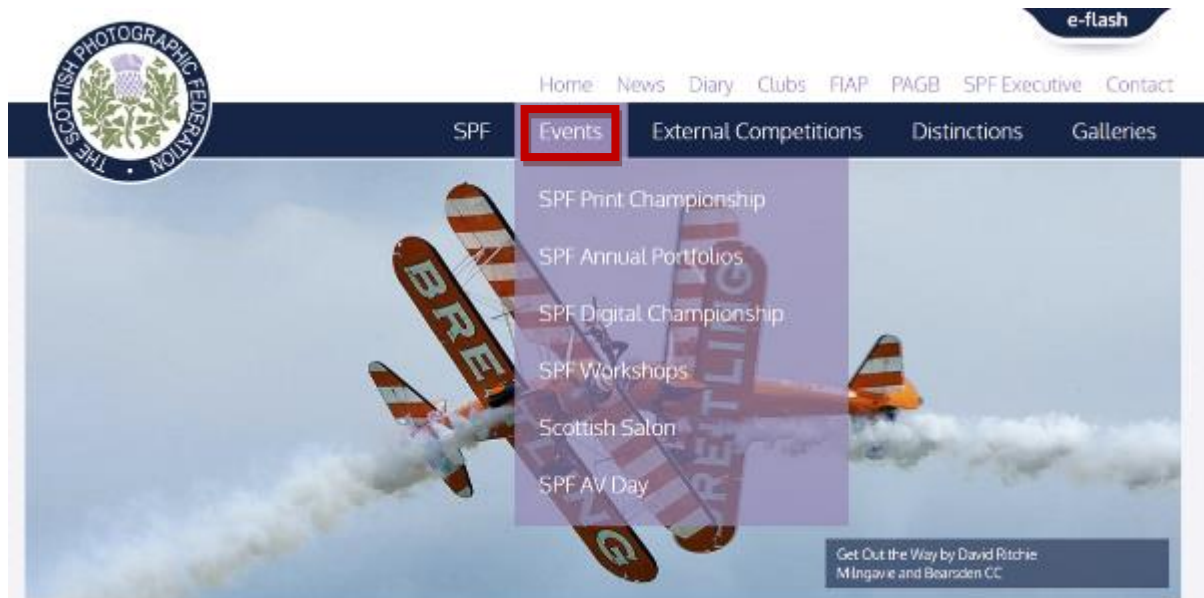 e-flash
THE SCOTTISH PHOTOGRAPHIC FEDERATION
Home News Diary Clubs FIAP PAGB SPF Executive Contact
SPF Events External Competitions Distinctions Galleries
SPF Print Championship
SPF Annual Portfolios
SPF Digital Championship
SPF Workshops
Scottish Salon
SPF AV Day
BREITLING
Get Out the Way by David Ritchie
Milngavie and Bearsden CC